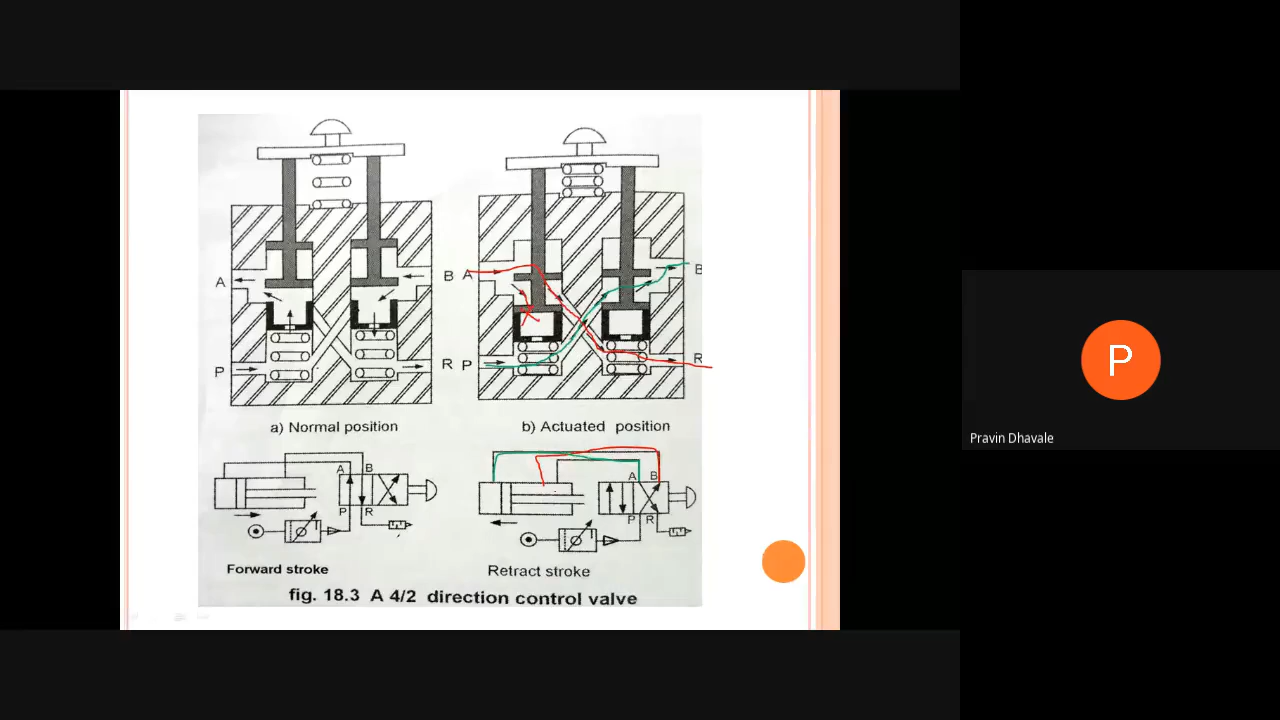 A
P
B
R
A
P
B
R
a) Normal position
b) Actuated position
A B
P R
A B
P R
Forward stroke
Retract stroke
fig. 18.3 A 4/2 direction control valve
P
Pravin Dhavale